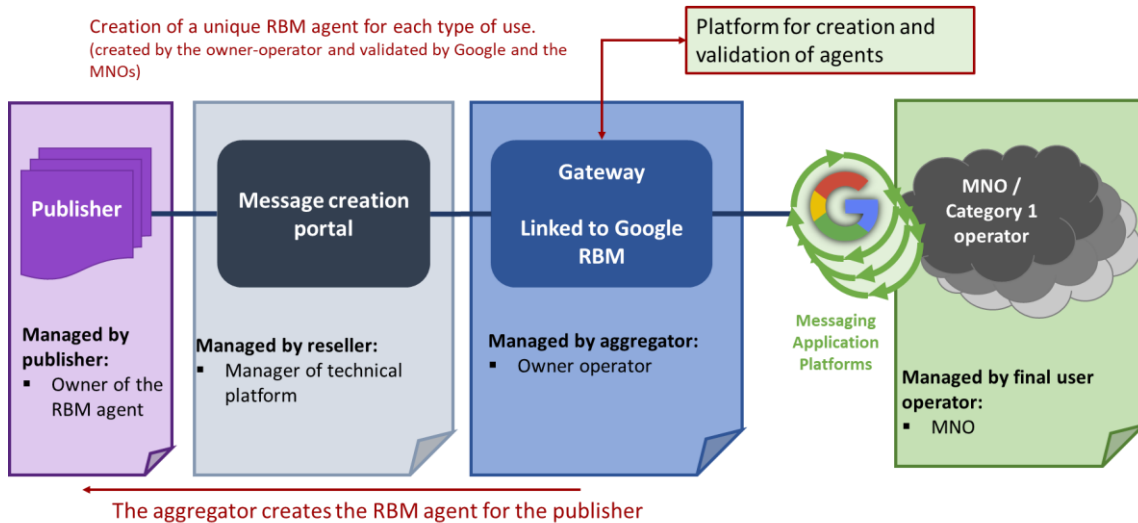 Creation of a unique RBM agent for each type of use.
(created by the owner-operator and validated by Google and the
MNOs)
Platform for creation and
validation of agents
Publisher
Message creation
portal
Gateway
Linked to Google
RBM
MNO /
Category 1
operator
Managed by
publisher:
▪ Owner of the
RBM agent
Managed by reseller:
▪ Manager of technical
platform
Managed by aggregator:
▪ Owner operator
Messaging
Application
Platforms
Managed by final user
operator:
▪ MNO
The aggregator creates the RBM agent for the publisher